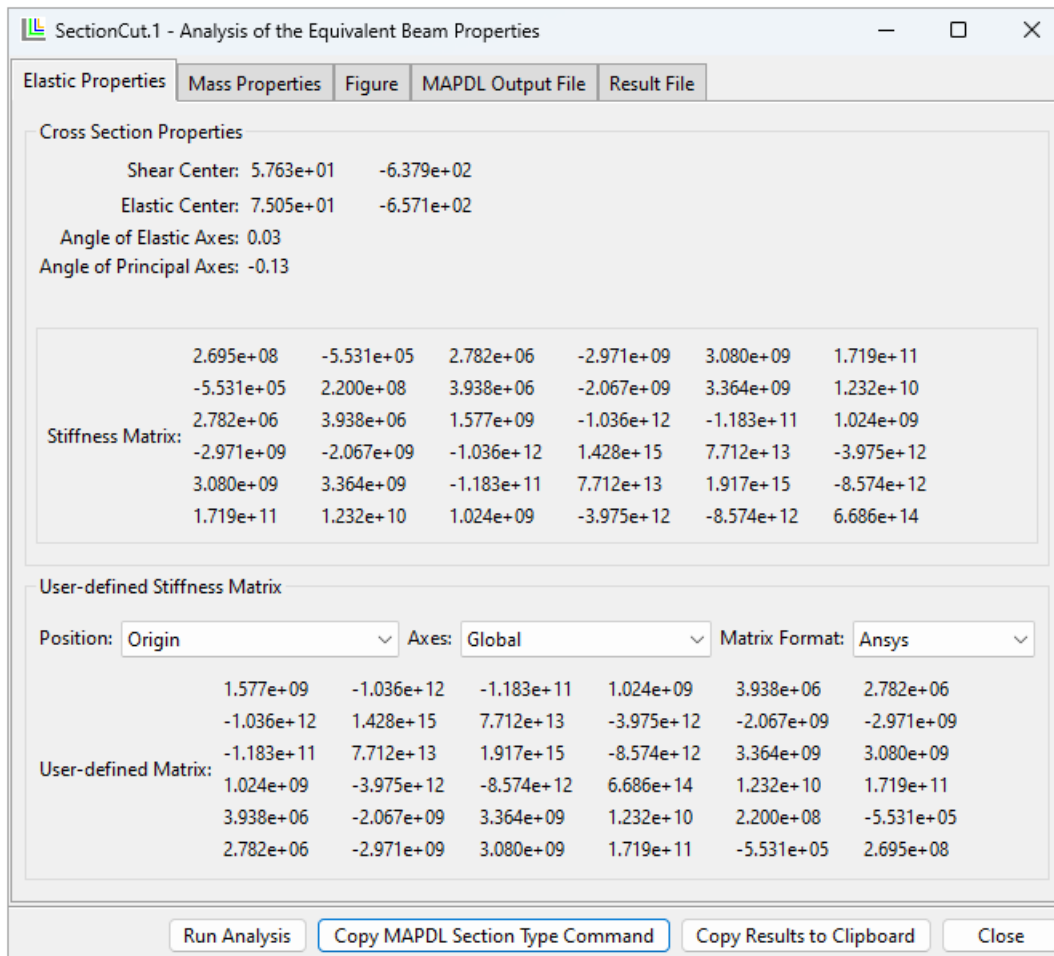 SectionCut.1 - Analysis of the Equivalent Beam Properties
Elastic Properties Mass Properties Figure MAPDL Output File Result File
Cross Section Properties
Shear Center: 5.763e+01 -6.379e+02
Elastic Center: 7.505e+01 -6.571e+02
Angle of Elastic Axes: 0.03
Angle of Principal Axes: -0.13
2.695e+08 -5.531e+05 2.782e+06 -2.971e+09 3.080e+09 1.719e+11
-5.531e+05 2.200e+08 3.938e+06 -2.067e+09 3.364e+09 1.232e+10
2.782e+06 3.938e+06 1.577e+09 -1.036e+12 -1.183e+11 1.024e+09
Stiffness Matrix:
-2.971e+09 -2.067e+09 -1.036e+12 1.428e+15 7.712e+13 -3.975e+12
3.080e+09 3.364e+09 -1.183e+11 7.712e+13 1.917e+15 -8.574e+12
1.719e+11 1.232e+10 1.024e+09 -3.975e+12 -8.574e+12 6.686e+14
User-defined Stiffness Matrix
Position: Origin Axes: Global Matrix Format: Ansys
1.577e+09 -1.036e+12 -1.183e+11 1.024e+09 3.938e+06 2.782e+06
-1.036e+12 1.428e+15 7.712e+13 -3.975e+12 -2.067e+09 -2.971e+09
-1.183e+11 7.712e+13 1.917e+15 -8.574e+12 3.364e+09 3.080e+09
User-defined Matrix:
1.024e+09 -3.975e+12 -8.574e+12 6.686e+14 1.232e+10 1.719e+11
3.938e+06 -2.067e+09 3.364e+09 1.232e+10 2.200e+08 -5.531e+05
2.782e+06 -2.971e+09 3.080e+09 1.719e+11 -5.531e+05 2.695e+08
Run Analysis Copy MAPDL Section Type Command Copy Results to Clipboard Close